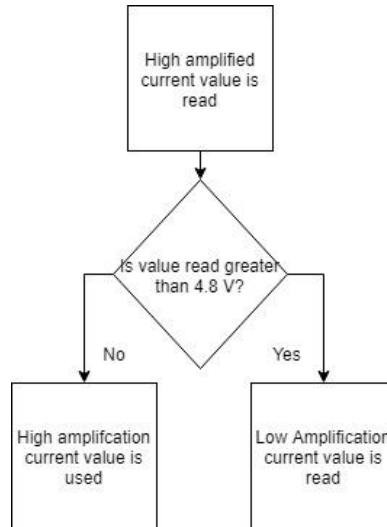 High amplified
current value is
read
Is value read greater
than 4.8 V?
No
Yes
High amplifcation
current value is
used
Low Amplification
current value is
read